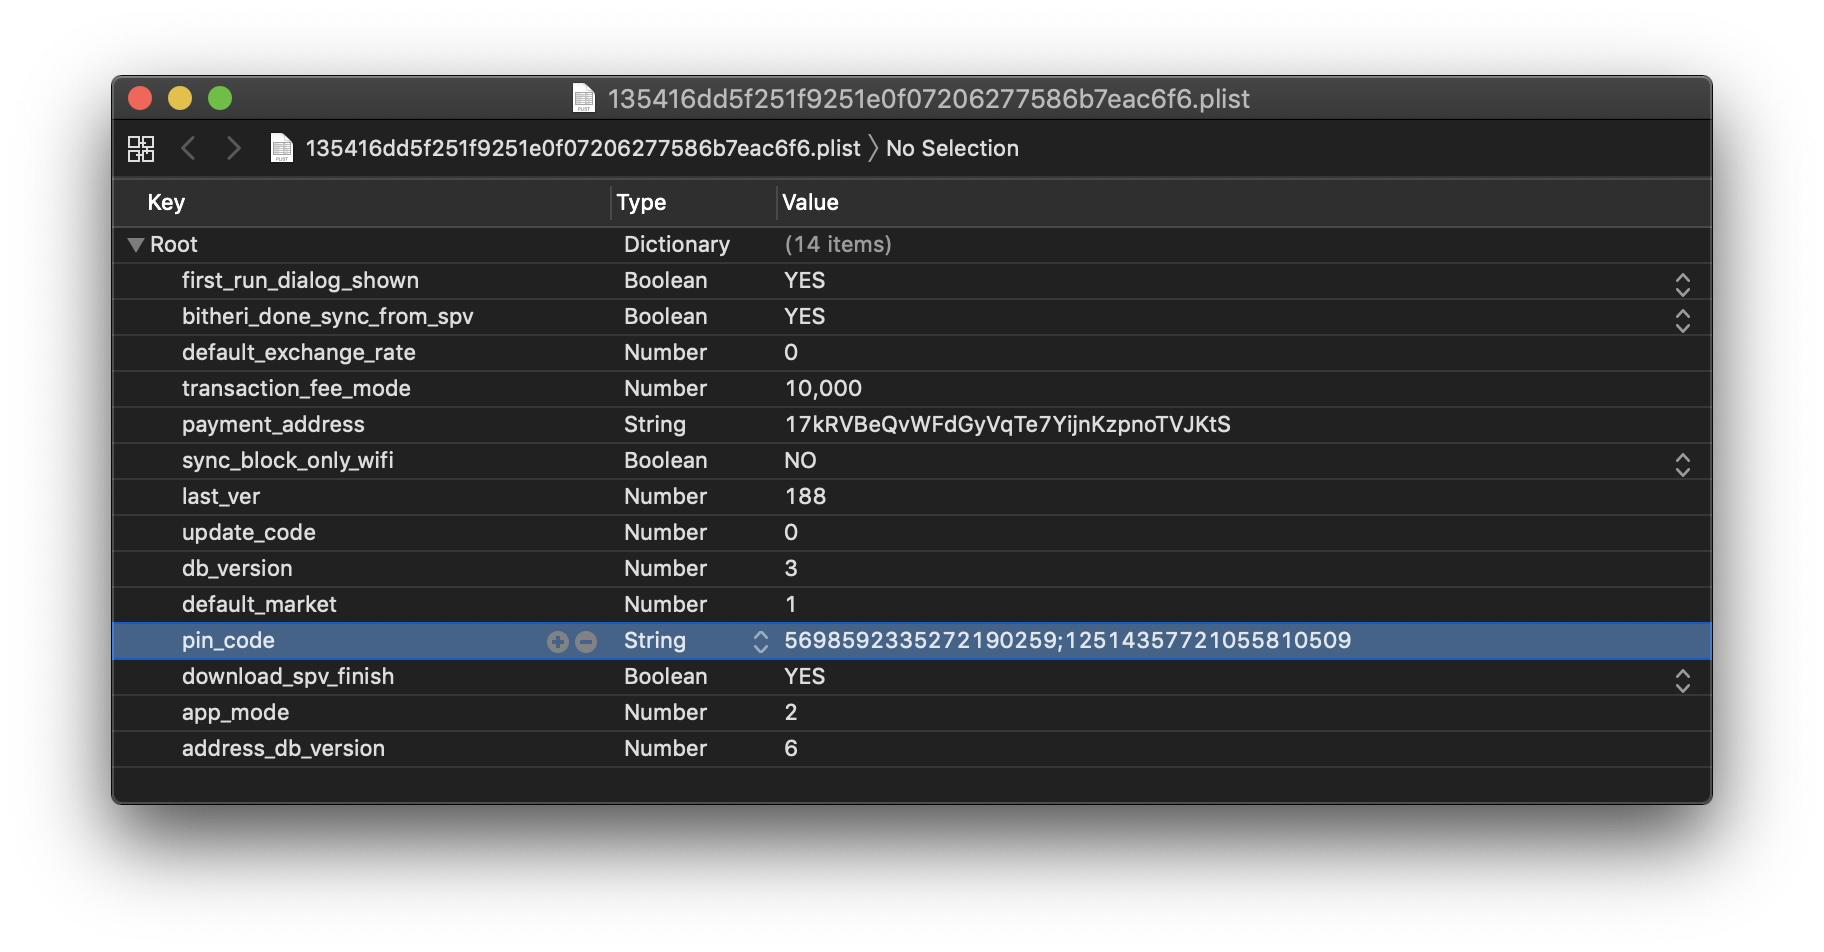 135416dd5f251f9251e0f07206277586b7eac6f6.plist
135416dd5f251f9251e0f07206277586b7eac6f6.plist 〉 No Selection
Key Type Value
Root Dictionary (14 items)
first_run_dialog_shown Boolean YES
bitheri_done_sync_from_spv Boolean YES
default_exchange_rate Number 0
transaction_fee_mode Number 10,000
payment_address String 17kRVBeQvWFdGyVqTe7YijnKzpnoTVJKtS
sync_block_only_wifi Boolean NO
last_ver Number 188
update_code Number 0
db_version Number 3
default_market Number 1
pin_code String 5698592335272190259;12514357721055810509
download_spv_finish Boolean YES
app_mode Number 2
address_db_version Number 6